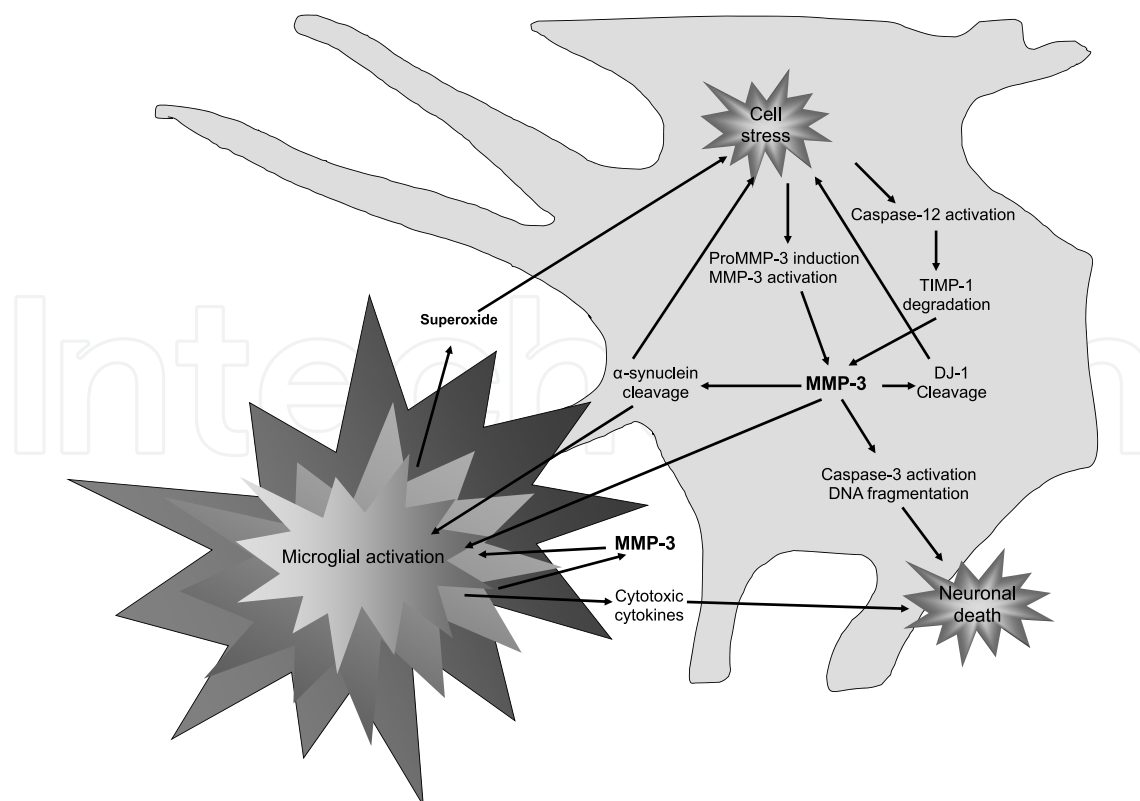 Cell
stress
Caspase-12 activation
ProMMP-3 induction
MMP-3 activation
TIMP-1
degradation
Superoxide
α-synuclein
cleavage
MMP-3
DJ-1
Cleavage
Caspase-3 activation
DNA fragmentation
Microglial activation
MMP-3
Cytotoxic
cytokines
Neuronal
death